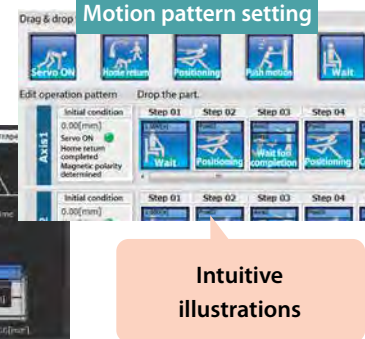 Motion pattern setting
Drag & drop
Servo ON
Home return
Positioning
Push motion
Wait
Edit operation pattern
Drop the part.
Initial condition
Step 01
Step 02
Step 03
Step 04
Axis1
0.00[mm]
Servo ON
Home return
completed
Magnetic polarity
determined
Wait
Positioning
Wait for
completion
Positioning
Initial condition
Step 01
Step 02
Step 03
Step 04
0.00[mm]
Intuitive
illustrations